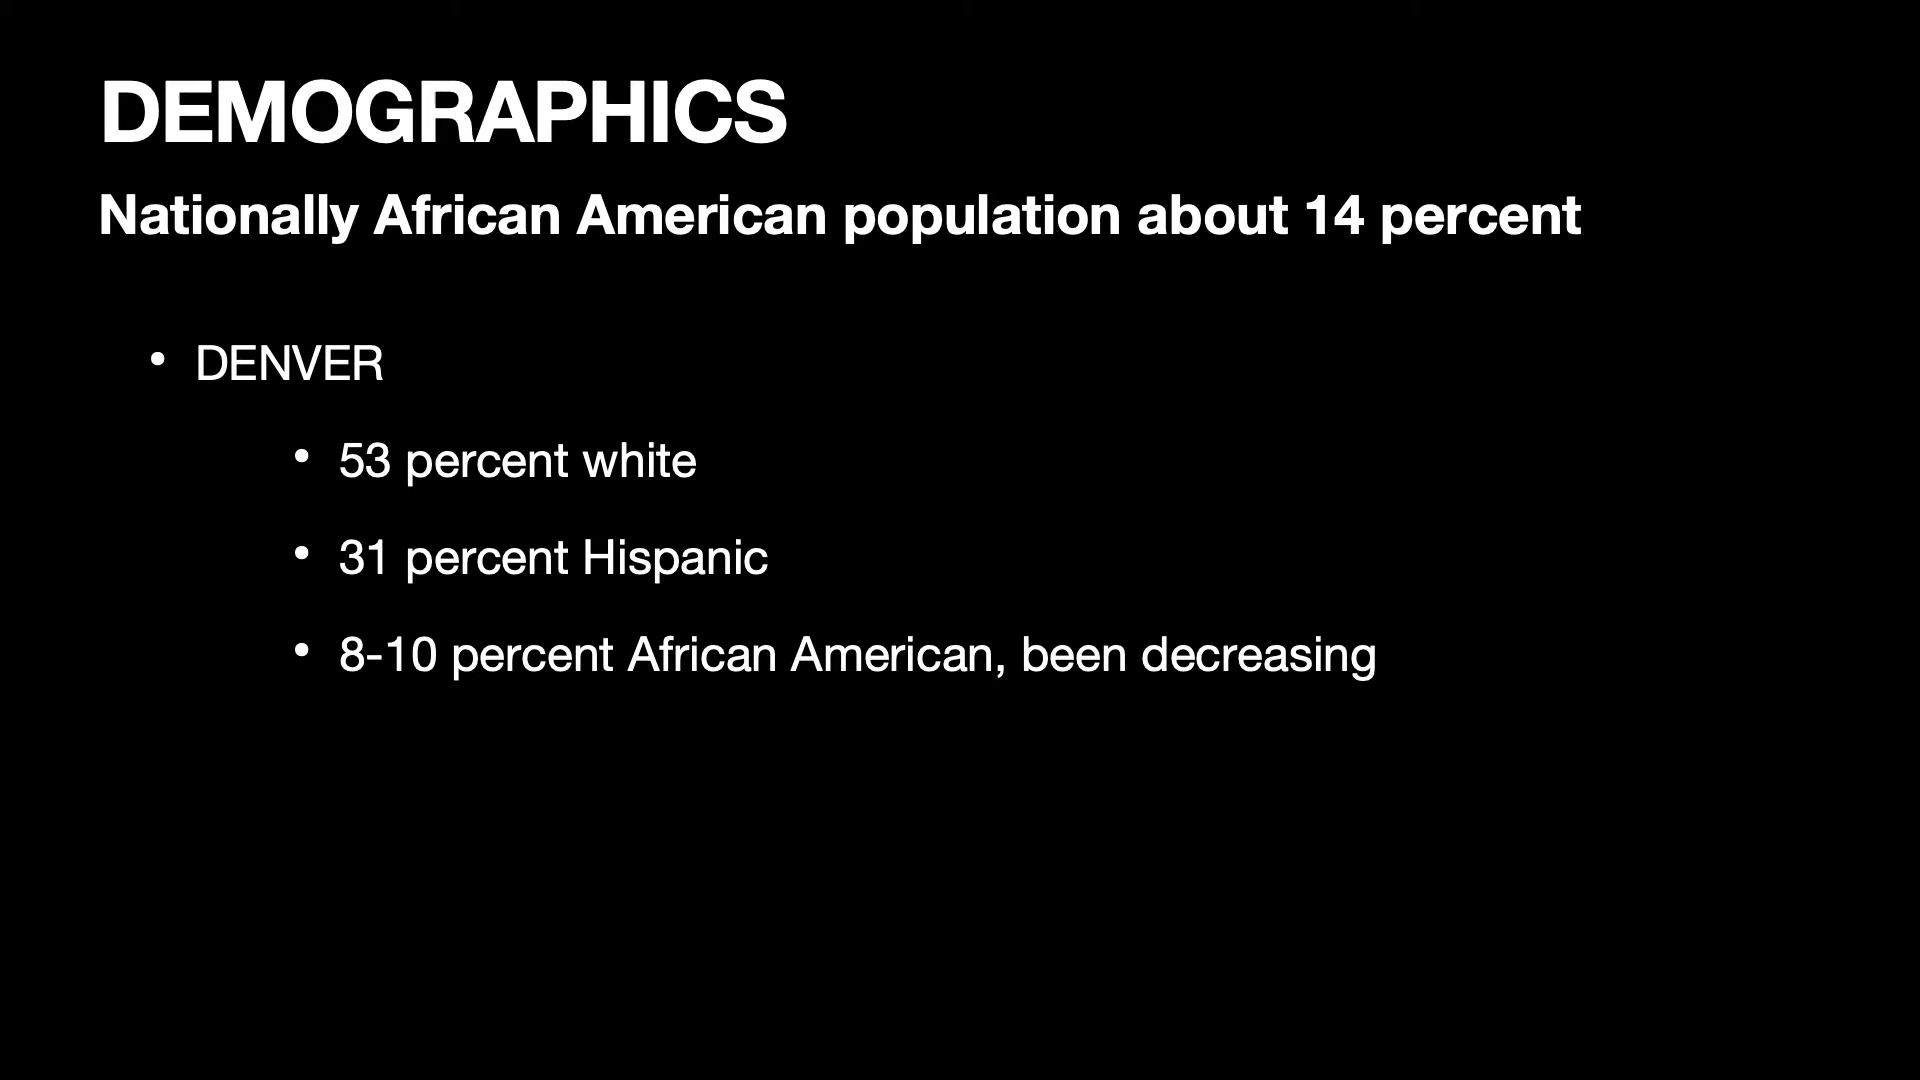 DEMOGRAPHICS
Nationally African American population about 14 percent
• DENVER
• 53 percent white
• 31 percent Hispanic
• 8-10 percent African American, been decreasing